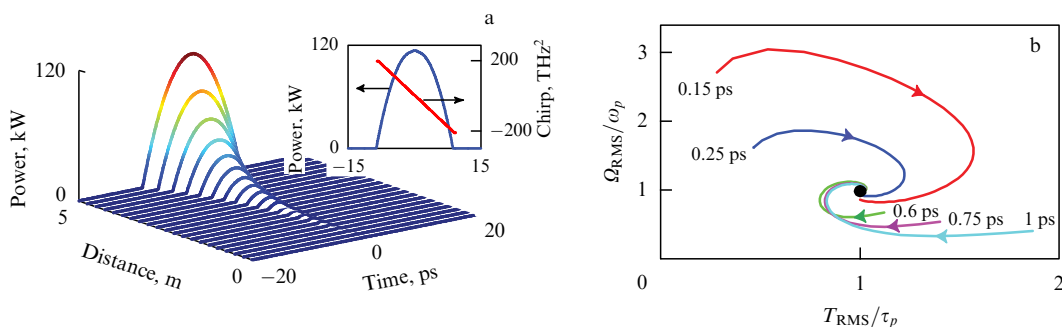 a
120
Power, kW
0
5
Distance, m
0
−20
0
Time, ps
20
120
Power, kW
0
−15
15
200
−200
Chirp, THz²
b
3
2
1
0
Ω_RMS/ω_p
0.15 ps
0.25 ps
0.6 ps
0.75 ps
1 ps
1
2
T_RMS/τ_p